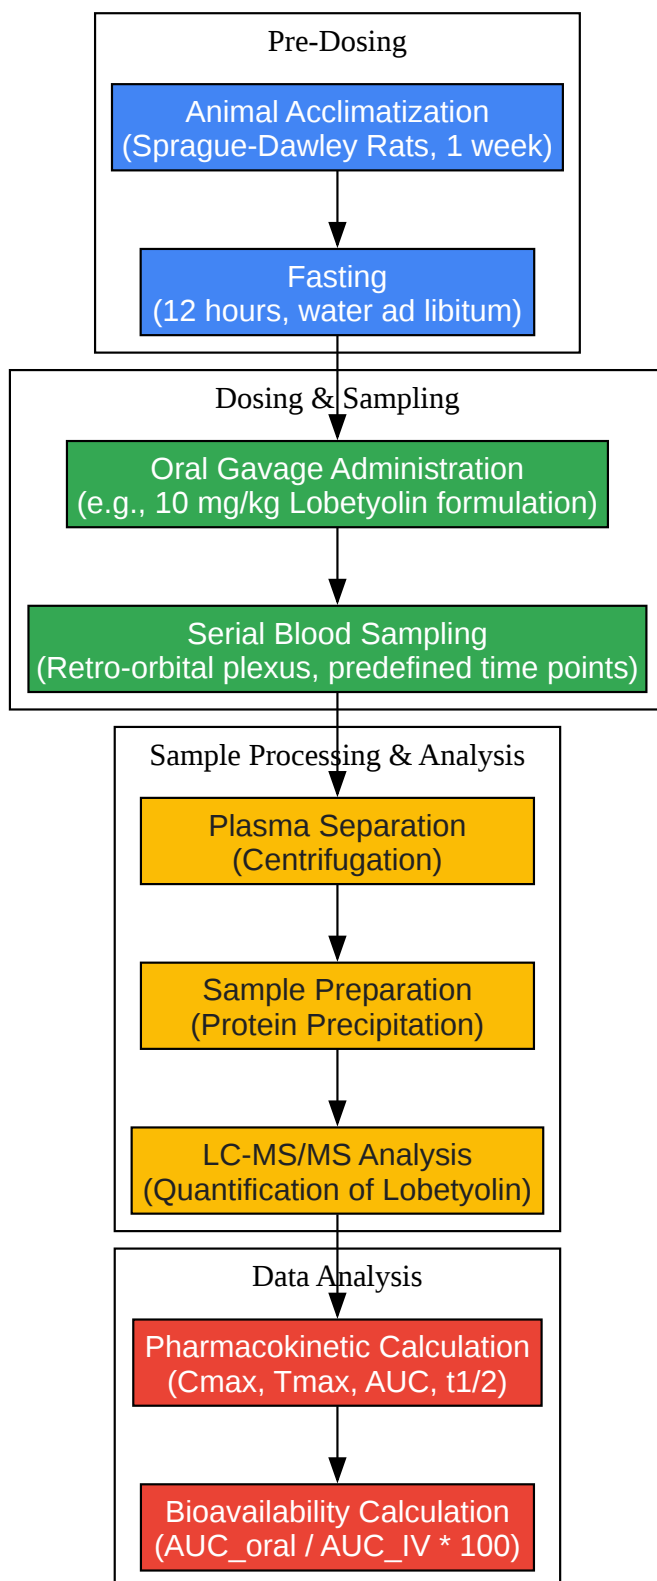 Pre-Dosing
Animal Acclimatization
(Sprague-Dawley Rats, 1 week)
Fasting
(12 hours, water ad libitum)
Dosing & Sampling
Oral Gavage Administration
(e.g., 10 mg/kg Lobetyolin formulation)
Serial Blood Sampling
(Retro-orbital plexus, predefined time points)
Sample Processing & Analysis
Plasma Separation
(Centrifugation)
Sample Preparation
(Protein Precipitation)
LC-MS/MS Analysis
(Quantification of Lobetyolin)
Data Analysis
Pharmacokinetic Calculation
(Cmax, Tmax, AUC, t1/2)
Bioavailability Calculation
(AUC_oral / AUC_IV * 100)